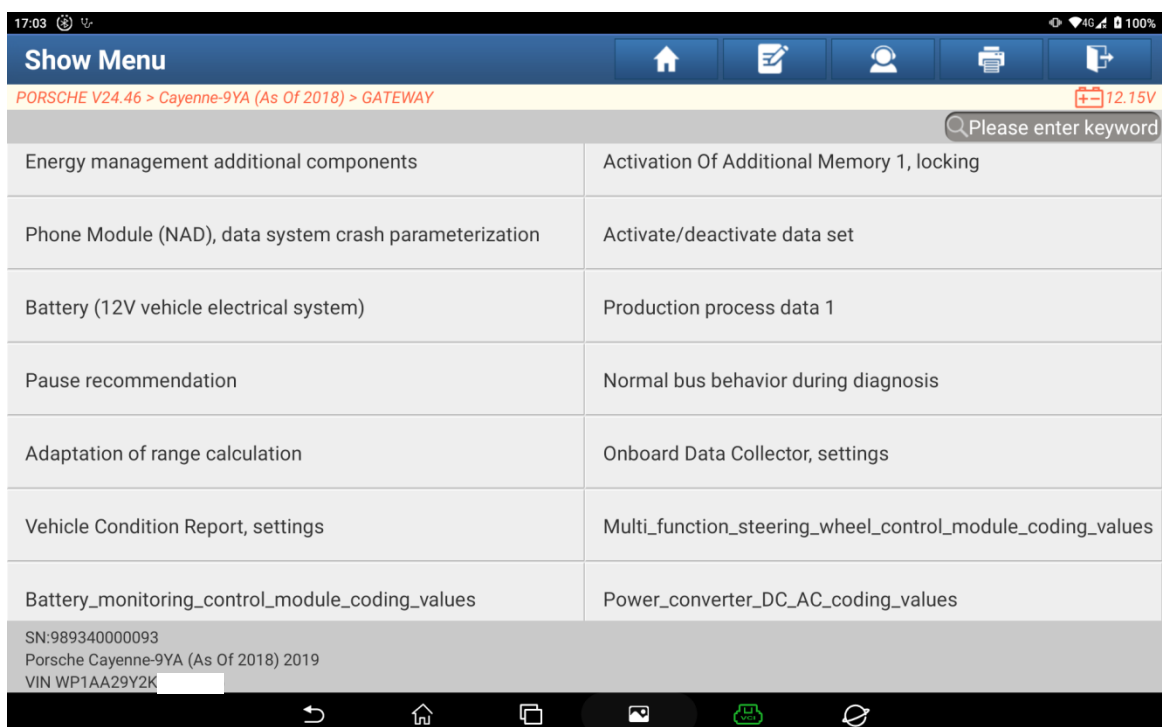 17:03
4G 100%
Show Menu
PORSCHE V24.46 > Cayenne-9YA (As Of 2018) > GATEWAY
12.15V
Please enter keyword
Energy management additional components
Activation Of Additional Memory 1, locking
Phone Module (NAD), data system crash parameterization
Activate/deactivate data set
Battery (12V vehicle electrical system)
Production process data 1
Pause recommendation
Normal bus behavior during diagnosis
Adaptation of range calculation
Onboard Data Collector, settings
Vehicle Condition Report, settings
Multi_function_steering_wheel_control_module_coding_values
Battery_monitoring_control_module_coding_values
Power_converter_DC_AC_coding_values
SN:989340000093
Porsche Cayenne-9YA (As Of 2018) 2019
VIN WP1AA29Y2K
VCI